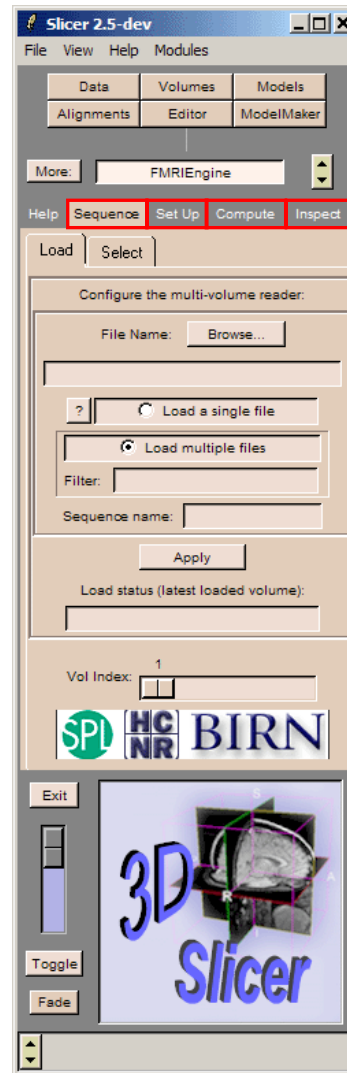 Slicer 2.5-dev
File View Help Modules
Data Volumes Models
Alignments Editor ModelMaker
More: FMRIEngine
Help Sequence Set Up Compute Inspect
Load Select
Configure the multi-volume reader:
File Name: Browse...
? Load a single file
Load multiple files
Filter:
Sequence name:
Apply
Load status (latest loaded volume):
1
Vol Index:
SPL HC NR BIRN
Exit
S
A
R
I
3D
Slicer
Toggle
Fade